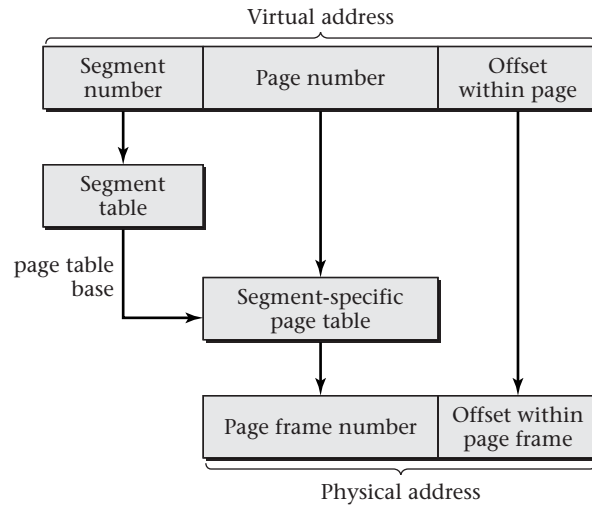 Virtual address
Segment number
Page number
Offset within page
Segment table
page table base
Segment-specific page table
Page frame number
Offset within page frame
Physical address